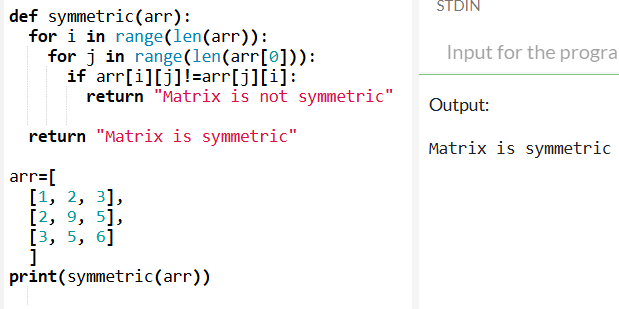 def symmetric(arr):
  for i in range(len(arr)):
    for j in range(len(arr[0])):
      if arr[i][j]!=arr[j][i]:
        return "Matrix is not symmetric"
  return "Matrix is symmetric"
arr=[
  [1, 2, 3],
  [2, 9, 5],
  [3, 5, 6]
  ]
print(symmetric(arr))
STDIN
Input for the progra
Output:
Matrix is symmetric